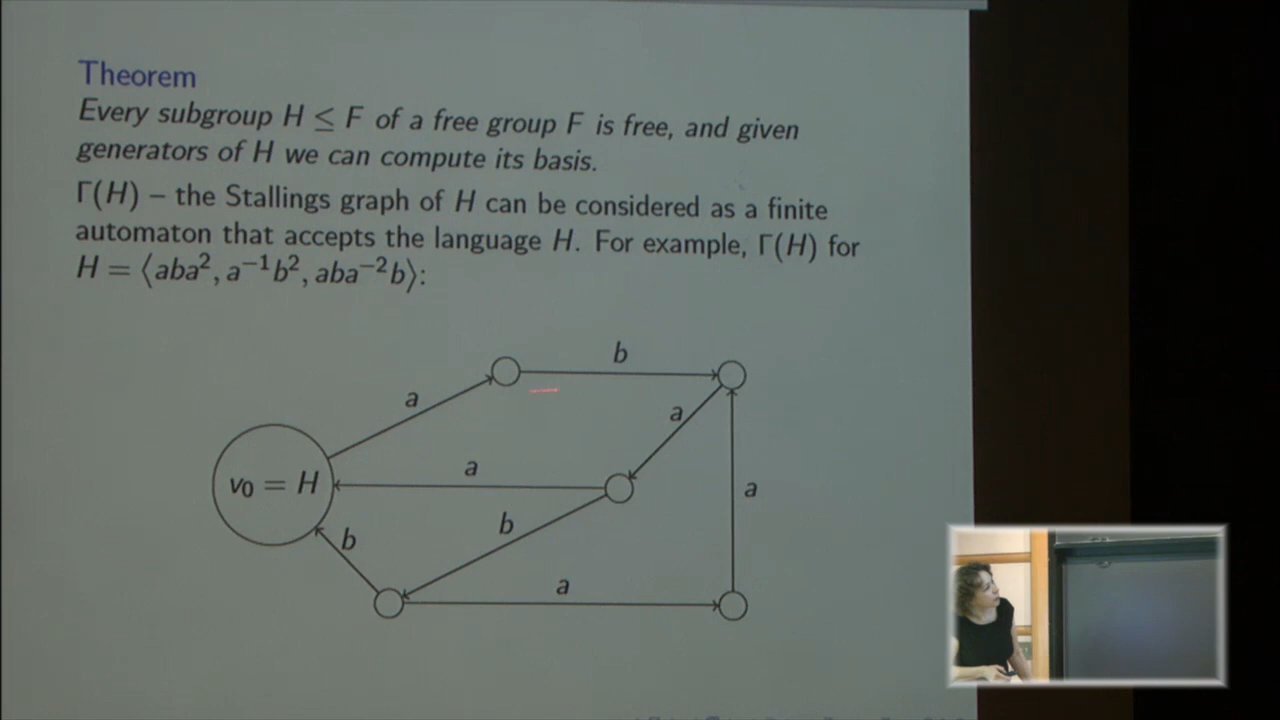 Theorem
Every subgroup H ≤ F of a free group F is free, and given
generators of H we can compute its basis.
Γ(H) – the Stallings graph of H can be considered as a finite
automaton that accepts the language H. For example, Γ(H) for
H = ⟨aba², a⁻¹b², aba⁻²b⟩:
b
a
a
a
v₀ = H
a
b
b
a